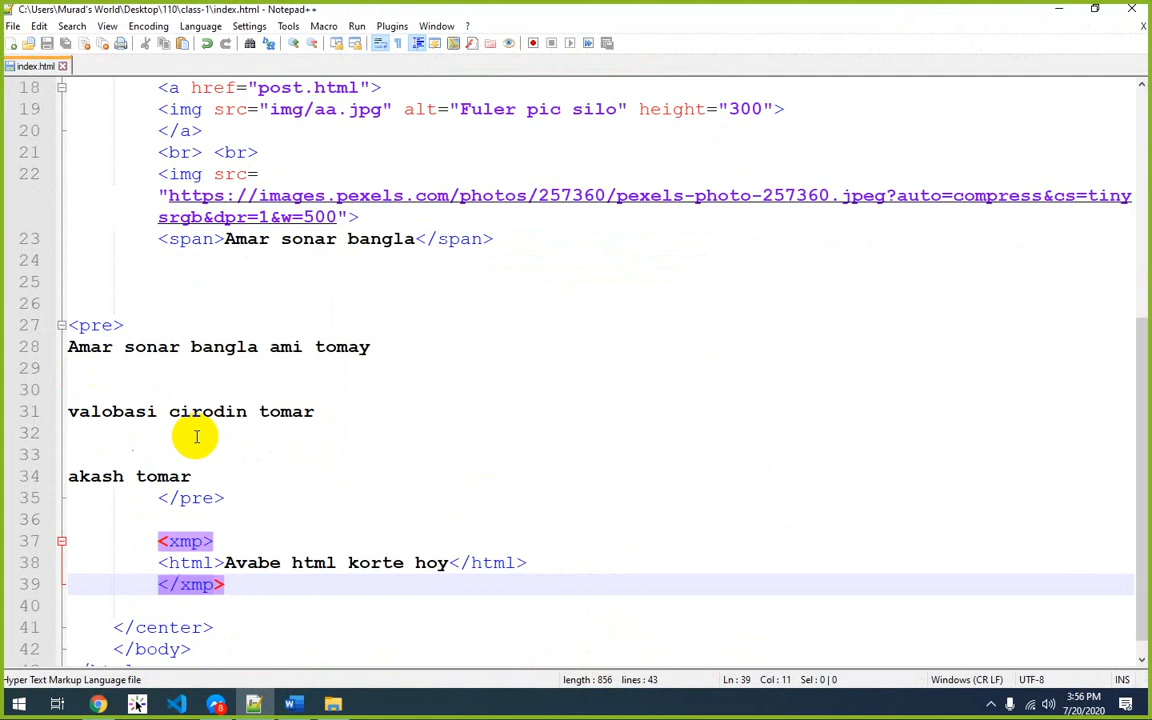 C:\Users\Murad's World\Desktop\110\class-1\index.html - Notepad++
File Edit Search View Encoding Language Settings Tools Macro Run Plugins Window ?
X
index.html
18 <a href="post.html">
19 <img src="img/aa.jpg" alt="Fuler pic silo" height="300">
20 </a>
21 <br> <br>
22 <img src=
"https://images.pexels.com/photos/257360/pexels-photo-257360.jpeg?auto=compress&cs=tiny
srgb&dpr=1&w=500">
23 <span>Amar sonar bangla</span>
24
25
26
27 <pre>
28 Amar sonar bangla ami tomay
29
30
31 valobasi cirodin tomar
32
33
34 akash tomar
35 </pre>
36
37 <xmp>
38 <html>Avabe html korte hoy</html>
39 </xmp>
40
41 </center>
42 </body>
Hyper Text Markup Language file length : 856 lines : 43 Ln : 39 Col : 11 Sel : 0 | 0 Windows (CR LF) UTF-8 INS
8 3:56 PM
7/20/2020